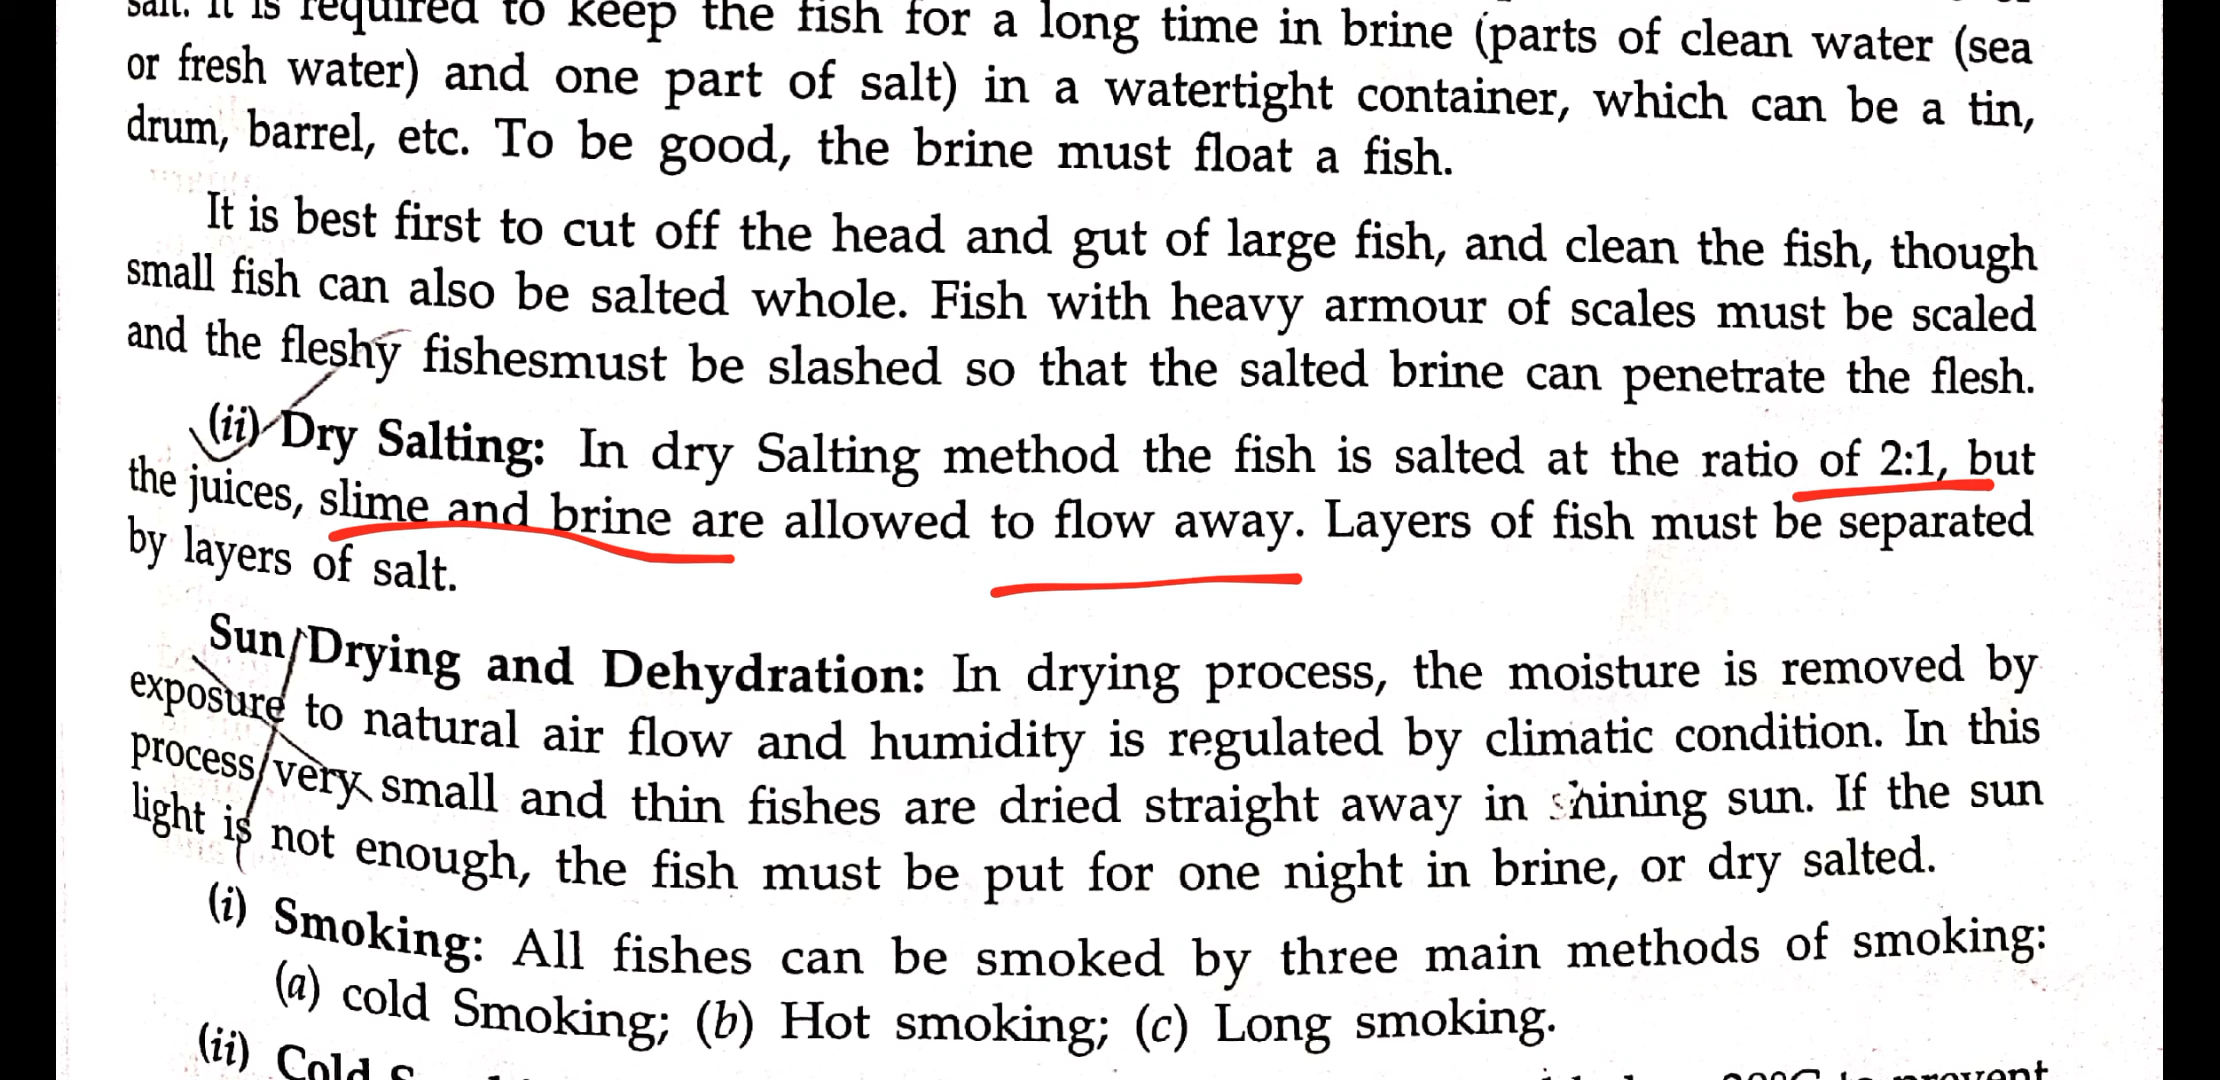 salt. It is required to keep the fish for a long time in brine (parts of clean water (sea
or fresh water) and one part of salt) in a watertight container, which can be a tin,
drum, barrel, etc. To be good, the brine must float a fish.
It is best first to cut off the head and gut of large fish, and clean the fish, though
small fish can also be salted whole. Fish with heavy armour of scales must be scaled
and the fleshy fishesmust be slashed so that the salted brine can penetrate the flesh.
(ii) Dry Salting: In dry Salting method the fish is salted at the ratio of 2:1, but
the juices, slime and brine are allowed to flow away. Layers of fish must be separated
by layers of salt.
Sun Drying and Dehydration: In drying process, the moisture is removed by
exposure to natural air flow and humidity is regulated by climatic condition. In this
process very small and thin fishes are dried straight away in shining sun. If the sun
light is not enough, the fish must be put for one night in brine, or dry salted.
(i) Smoking: All fishes can be smoked by three main methods of smoking:
(a) cold Smoking; (b) Hot smoking; (c) Long smoking.
(ii) Cold to prevent